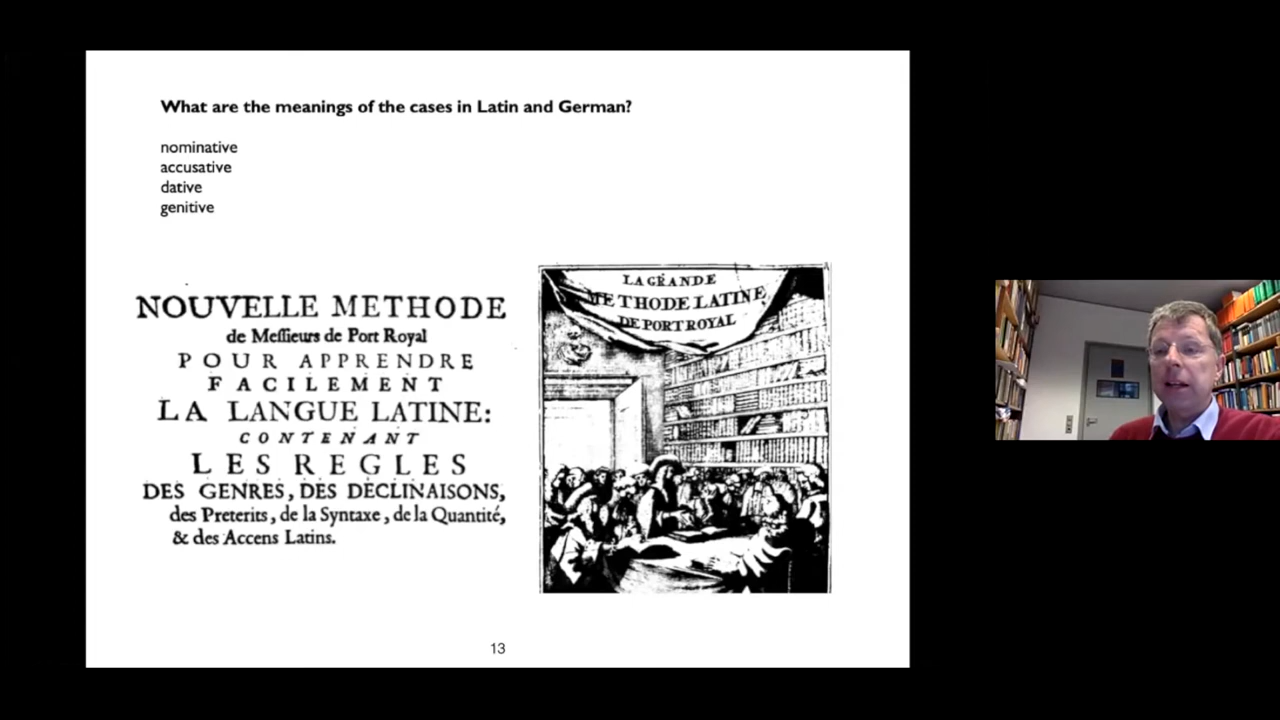 What are the meanings of the cases in Latin and German?
nominative
accusative
dative
genitive
NOUVELLE METHODE
de Meſſieurs de Port Royal
POUR APPRENDRE
FACILEMENT
LA LANGUE LATINE:
CONTENANT
LES REGLES
DES GENRES, DES DÈCLINAISONS,
des Preterits, de la Syntaxe, de la Quantité,
& des Accens Latins.
LA GRANDE
METHODE LATINE
DE PORT ROYAL
13